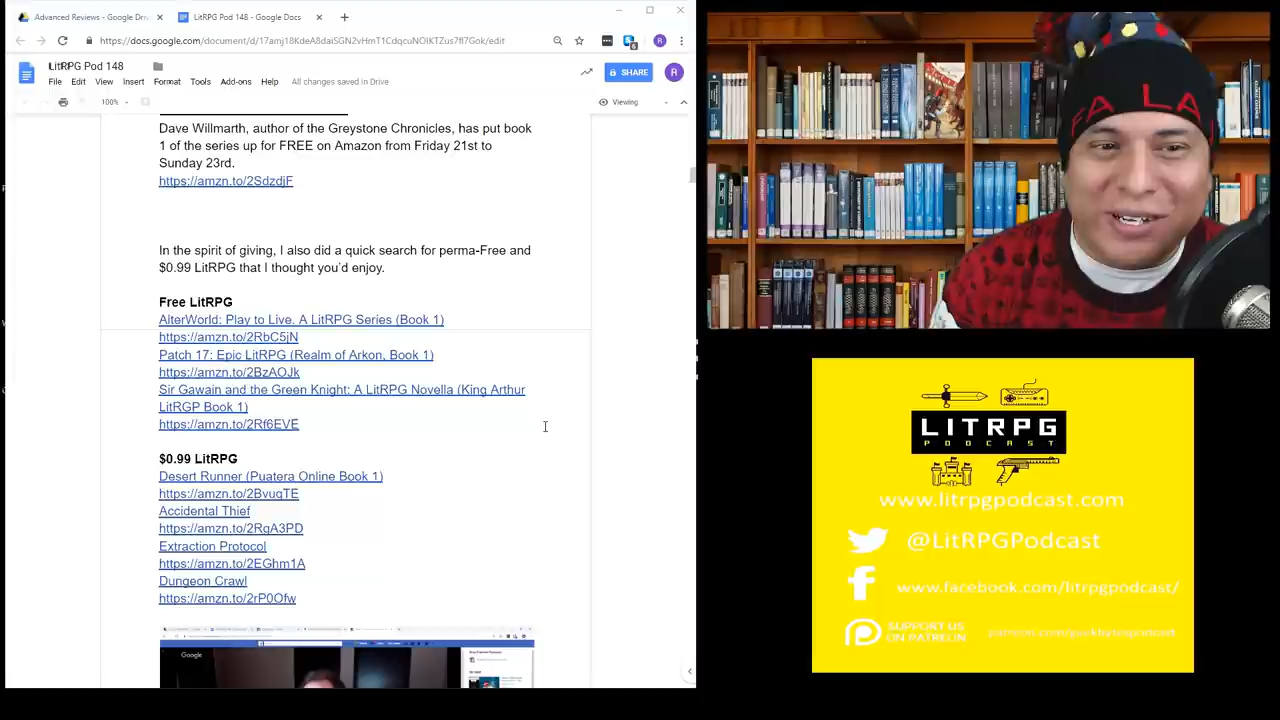 Advanced Reviews - Google Dri
LitRPG Pod 148 - Google Docs
https://docs.google.com/document/d/17amj18KdeA8daiSGN2vHmT1CdqcuNOIKTZus7fI7Gok/edit
R
LitRPG Pod 148
File Edit View Insert Format Tools Add-ons Help All changes saved in Drive
SHARE
R
100%
Viewing
Dave Willmarth, author of the Greystone Chronicles, has put book
1 of the series up for FREE on Amazon from Friday 21st to
Sunday 23rd.
https://amzn.to/2SdzdjF
In the spirit of giving, I also did a quick search for perma-Free and
$0.99 LitRPG that I thought you'd enjoy.
Free LitRPG
AlterWorld: Play to Live. A LitRPG Series (Book 1)
https://amzn.to/2RbC5jN
Patch 17: Epic LitRPG (Realm of Arkon, Book 1)
https://amzn.to/2BzAOJk
Sir Gawain and the Green Knight: A LitRPG Novella (King Arthur
LitRGP Book 1)
https://amzn.to/2Rf6EVE
$0.99 LitRPG
Desert Runner (Puatera Online Book 1)
https://amzn.to/2BvuqTE
Accidental Thief
https://amzn.to/2RgA3PD
Extraction Protocol
https://amzn.to/2EGhm1A
Dungeon Crawl
https://amzn.to/2rP0Ofw
Google
FA LA
LITRPG
PODCAST
www.litrpgpodcast.com
@LitRPGPodcast
www.facebook.com/litrpgpodcast/
SUPPORT US
ON PATREON
patreon.com/geekbytespodcast